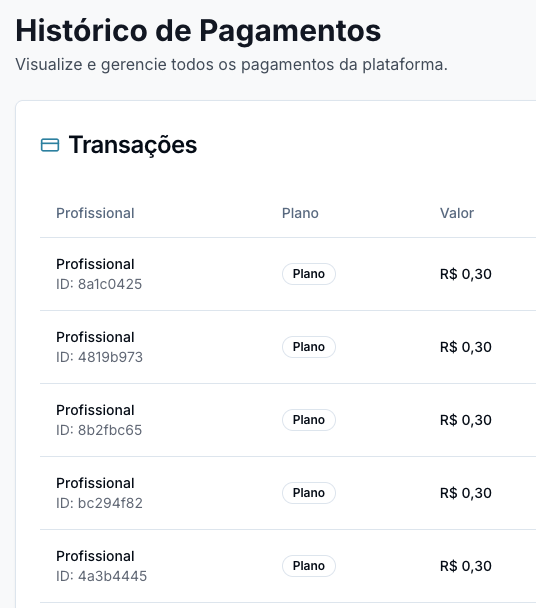 Histórico de Pagamentos
Visualize e gerencie todos os pagamentos da plataforma.
Transações
Profissional Plano Valor
Profissional
ID: 8a1c0425
Plano
R$ 0,30
Profissional
ID: 4819b973
Plano
R$ 0,30
Profissional
ID: 8b2fbc65
Plano
R$ 0,30
Profissional
ID: bc294f82
Plano
R$ 0,30
Profissional
ID: 4a3b4445
Plano
R$ 0,30